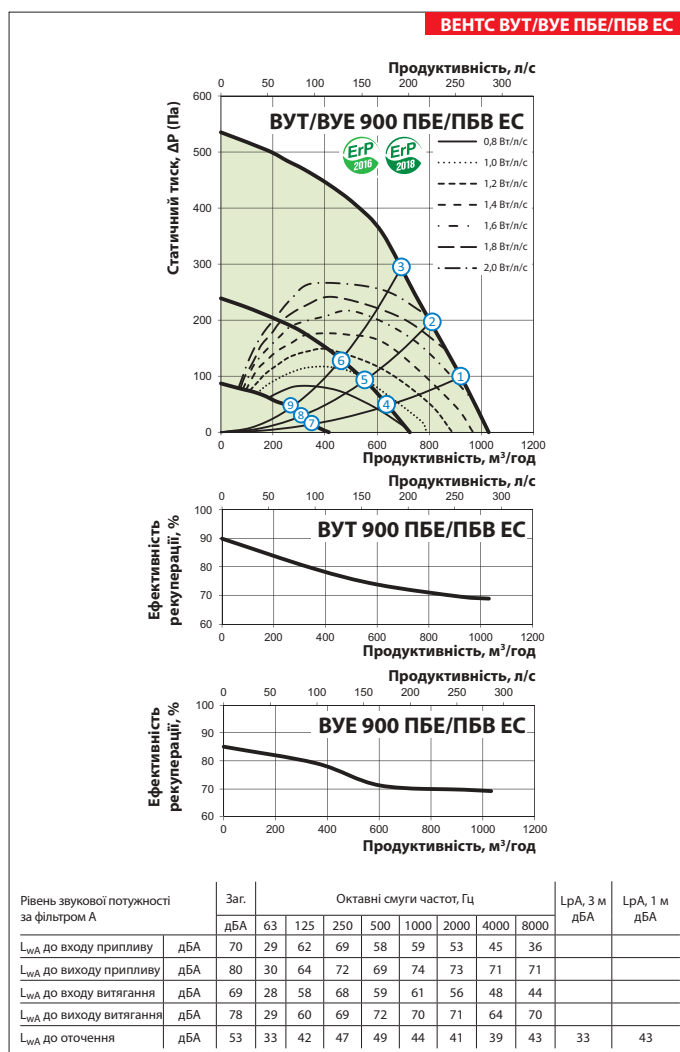 ВЕНТС ВУТ/ВУЕ ПБЕ/ПБВ ЕС
Продуктивність, л/с
0 50 100 150 200 250 300
600
500
400
300
200
100
0
Статичний тиск, ΔP (Па)
ВУТ/ВУЕ 900 ПБЕ/ПБВ ЕС
ErP 2016
ErP 2018
0,8 Вт/л/с
1,0 Вт/л/с
1,2 Вт/л/с
1,4 Вт/л/с
1,6 Вт/л/с
1,8 Вт/л/с
2,0 Вт/л/с
3
2
1
6
5
4
9
8
7
0 200 400 600 800 1000 1200
Продуктивність, м³/год
Продуктивність, л/с
0 50 100 150 200 250 300
100
90
80
70
60
Ефективність
рекуперації, %
ВУТ 900 ПБЕ/ПБВ ЕС
0 200 400 600 800 1000 1200
Продуктивність, м³/год
Продуктивність, л/с
0 50 100 150 200 250 300
100
90
80
70
60
Ефективність
рекуперації, %
ВУЕ 900 ПБЕ/ПБВ ЕС
0 200 400 600 800 1000 1200
Продуктивність, м³/год
Рівень звукової потужності
за фільтром А
Заг. Октавні смуги частот, Гц LpA, 3 м дБА LpA, 1 м дБА
дБА 63 125 250 500 1000 2000 4000 8000
LwA до входу припливу дБА 70 29 62 69 58 59 53 45 36
LwA до виходу припливу дБА 80 30 64 72 69 74 73 71 71
LwA до входу витягання дБА 69 28 58 68 59 61 56 48 44
LwA до виходу витягання дБА 78 29 60 69 72 70 71 64 70
LwA до оточення дБА 53 33 42 47 49 44 41 39 43 33 43